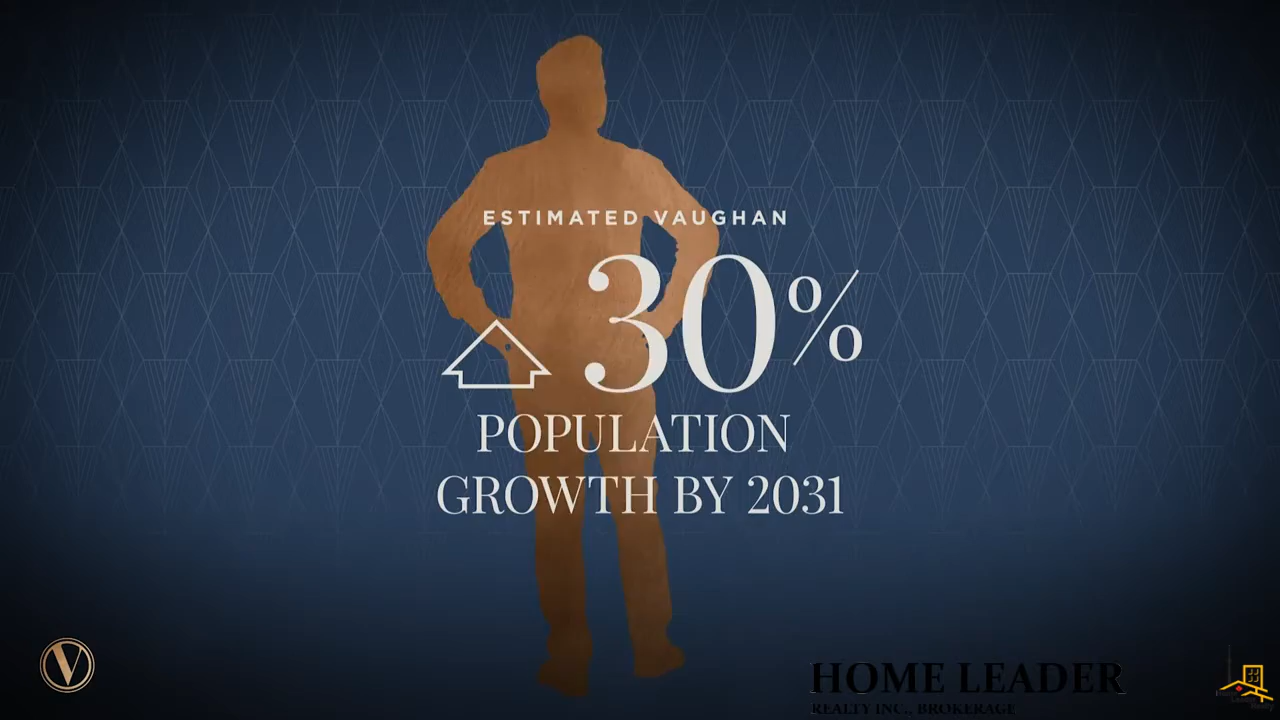 ESTIMATED VAUGHAN
30%
POPULATION
GROWTH BY 2031
V
HOME LEADER
REALTY INC., BROKERAGE